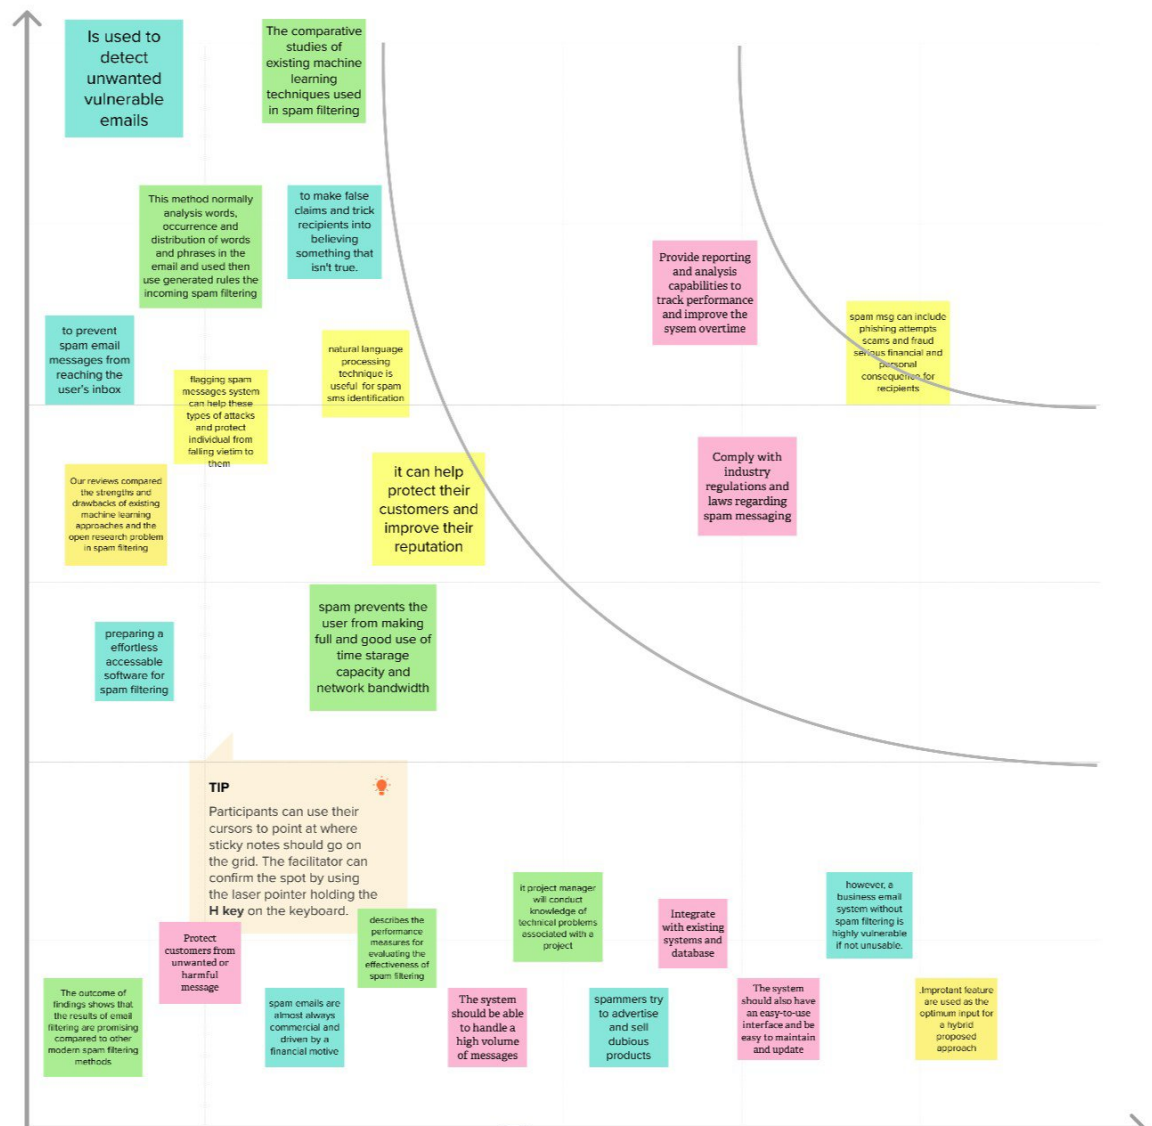 Is used to
detect
unwanted
vulnerable
emails
The comparative
studies of
existing machine
learning
techniques used
in spam filtering
This method normally
analysis words,
occurrence and
distribution of words
and phrases in the
email and used then
use generated rules the
incoming spam filtering
to make false
claims and trick
recipients into
believing
something that
isn't true.
Provide reporting
and analysis
capabilities to
track performance
and improve the
sysem overtime
spam msg can include
phishing attempts
scams and fraud
serious financial and
personal
consequence for
recipients
to prevent
spam email
messages from
reaching the
user's inbox
flagging spam
messages system
can help these
types of attacks
and protect
individual from
falling vietim to
them
natural language
processing
technique is
useful for spam
sms identification
Our reviews compared
the strengths and
drawbacks of existing
machine learning
approaches and the
open research problem
in spam filtering
it can help
protect their
customers and
improve their
reputation
Comply with
industry
regulations and
laws regarding
spam messaging
preparing a
effortless
accessable
software for
spam filtering
spam prevents the
user from making
full and good use of
time starage
capacity and
network bandwidth
TIP
Participants can use their
cursors to point at where
sticky notes should go on
the grid. The facilitator can
confirm the spot by using
the laser pointer holding the
H key on the keyboard.
Protect
customers from
unwanted or
harmful
message
describes the
performance
measures for
evaluating the
effectiveness of
spam filtering
it project manager
will conduct
knowledge of
technical problems
associated with a
project
Integrate
with existing
systems and
database
however, a
business email
system without
spam filtering is
highly vulnerable
if not unusable.
The outcome of
findings shows that
the results of email
filtering are promising
compared to other
modern spam filtering
methods
spam emails are
almost always
commercial and
driven by a
financial motive
The system
should be able
to handle a
high volume
of messages
spammers try
to advertise
and sell
dubious
products
The system
should also have
an easy-to-use
interface and be
easy to maintain
and update
.Improtant feature
are used as the
optimum input for
a hybrid
proposed
approach